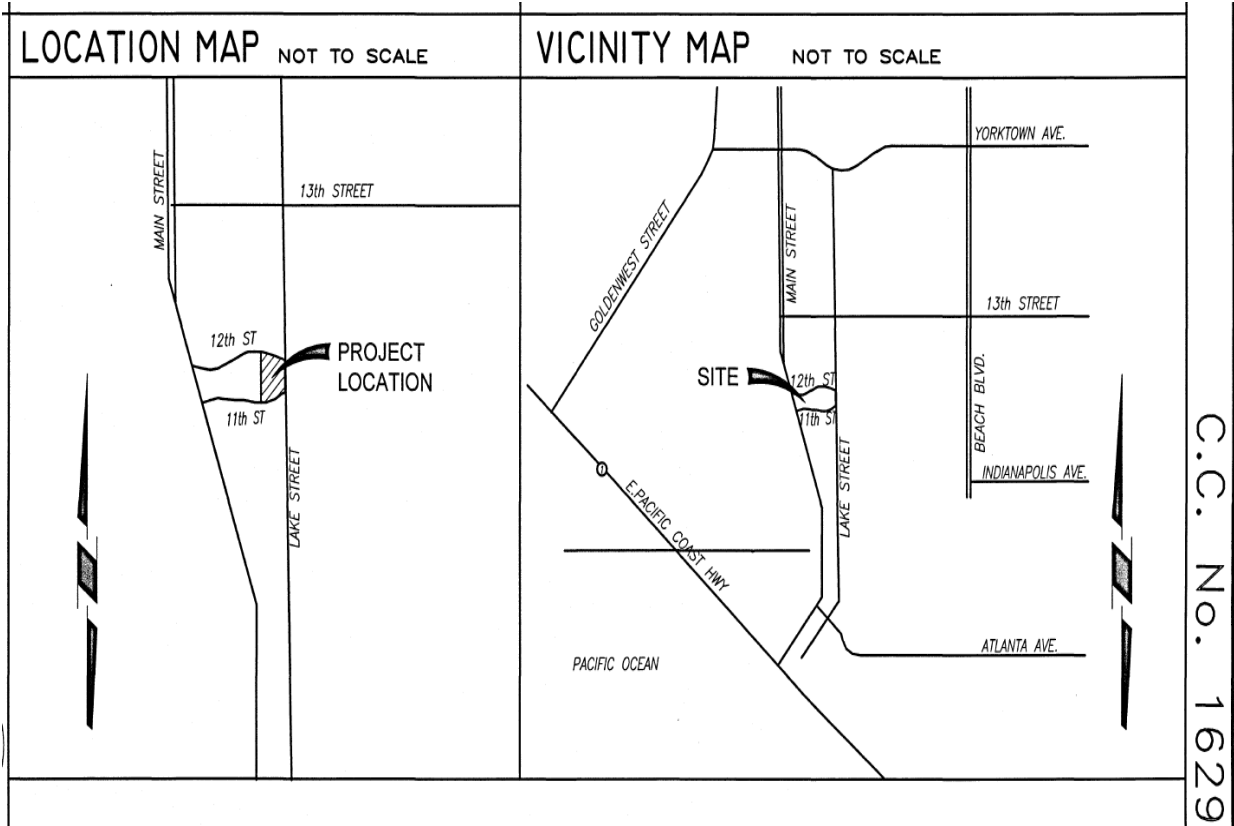 LOCATION MAP NOT TO SCALE
MAIN STREET
13th STREET
12th ST
PROJECT
LOCATION
11th ST
LAKE STREET
VICINITY MAP NOT TO SCALE
YORKTOWN AVE.
GOLDENWEST STREET
MAIN STREET
13th STREET
BEACH BLVD.
SITE
12th ST
11th ST
INDIANAPOLIS AVE.
1
E.PACIFIC COAST HWY
LAKE STREET
PACIFIC OCEAN
ATLANTA AVE.
C.C. No. 1629